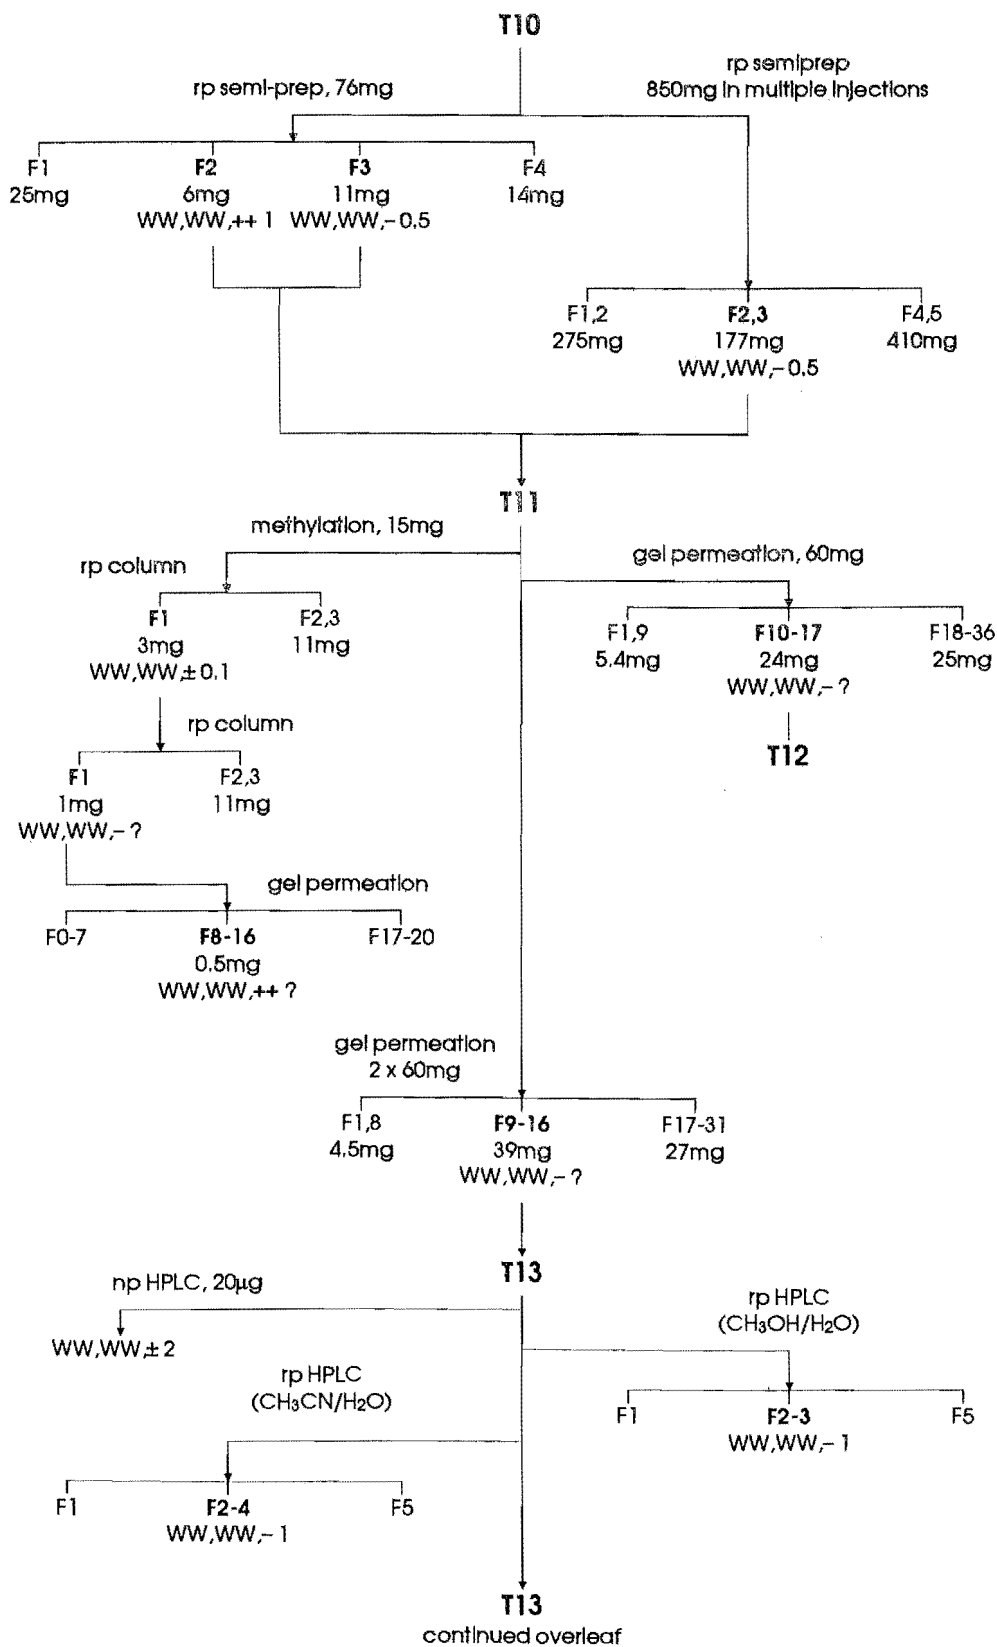 T10
rp semi-prep, 76mg
rp semiprep
850mg in multiple injections
F1
25mg
F2
6mg
WW,WW,++ 1
F3
11mg
WW,WW,- 0.5
F4
14mg
F1,2
275mg
F2,3
177mg
WW,WW,- 0.5
F4,5
410mg
T11
methylation, 15mg
rp column
F1
3mg
WW,WW,± 0.1
F2,3
11mg
gel permeation, 60mg
F1,9
5.4mg
F10-17
24mg
WW,WW,- ?
F18-36
25mg
T12
rp column
F1
1mg
WW,WW,- ?
F2,3
11mg
gel permeation
F0-7
F8-16
0.5mg
WW,WW,++ ?
F17-20
gel permeation
2 x 60mg
F1,8
4.5mg
F9-16
39mg
WW,WW,- ?
F17-31
27mg
T13
np HPLC, 20µg
WW,WW,± 2
rp HPLC
(CH₃OH/H₂O)
F1
F2-3
WW,WW,- 1
F5
rp HPLC
(CH₃CN/H₂O)
F1
F2-4
WW,WW,- 1
F5
T13
continued overleaf